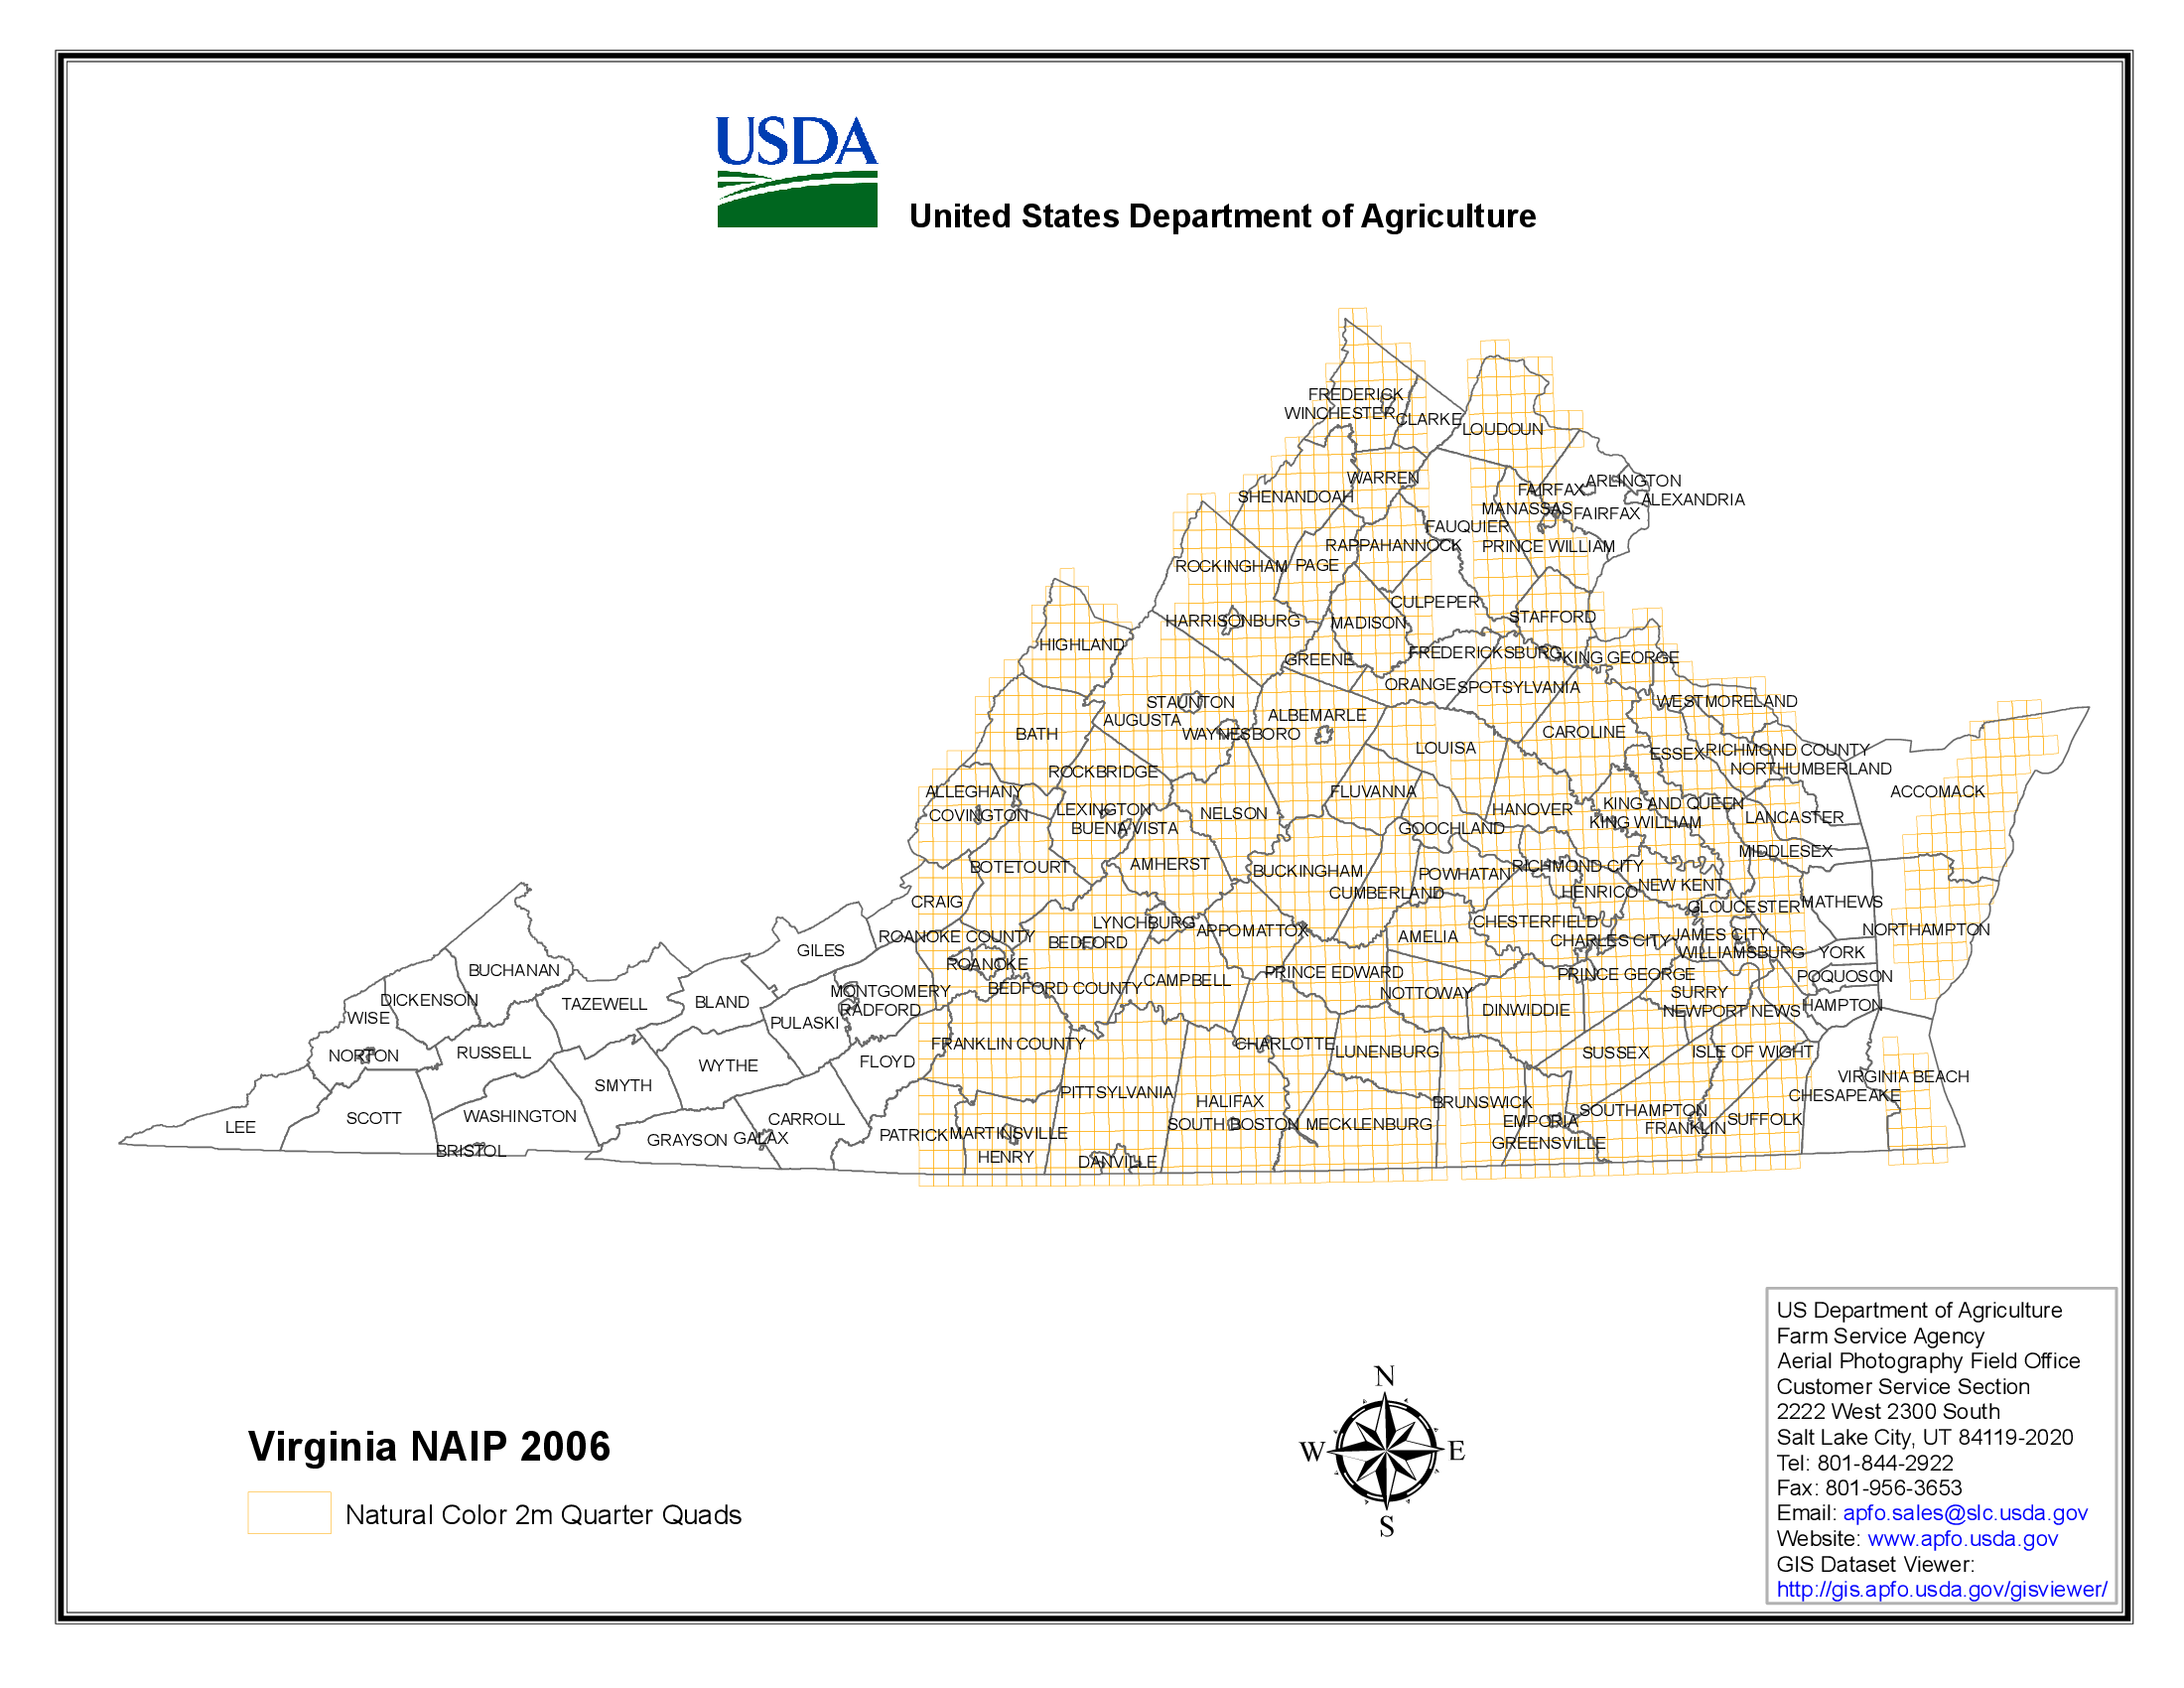 USDA
United States Department of Agriculture
FREDERICK
WINCHESTER
CLARKE
LOUDOUN
WARREN
ARLINGTON
SHENANDOAH
FAIRFAX
ALEXANDRIA
MANASSAS
FAIRFAX
FAUQUIER
RAPPAHANNOCK
PRINCE WILLIAM
ROCKINGHAM
PAGE
CULPEPER
HARRISONBURG
MADISON
STAFFORD
HIGHLAND
GREENE
FREDERICKSBURG
KING GEORGE
ORANGE
SPOTSYLVANIA
STAUNTON
WESTMORELAND
AUGUSTA
ALBEMARLE
BATH
WAYNESBORO
CAROLINE
LOUISA
ESSEX
RICHMOND COUNTY
ROCKBRIDGE
NORTHUMBERLAND
ALLEGHANY
FLUVANNA
ACCOMACK
COVINGTON
LEXINGTON
NELSON
HANOVER
KING AND QUEEN
BUENA VISTA
GOOCHLAND
KING WILLIAM
LANCASTER
MIDDLESEX
BOTETOURT
AMHERST
BUCKINGHAM
POWHATAN
RICHMOND CITY
CUMBERLAND
HENRICO
NEW KENT
CRAIG
GLOUCESTER
MATHEWS
LYNCHBURG
APPOMATTOX
CHESTERFIELD
NORTHAMPTON
ROANOKE COUNTY
BEDFORD
AMELIA
CHARLES CITY
JAMES CITY
GILES
WILLIAMSBURG
YORK
BUCHANAN
ROANOKE
PRINCE EDWARD
PRINCE GEORGE
POQUOSON
CAMPBELL
BEDFORD COUNTY
DICKENSON
TAZEWELL
BLAND
MONTGOMERY
NOTTOWAY
SURRY
WISE
PULASKI
RADFORD
DINWIDDIE
NEWPORT NEWS
HAMPTON
NORTON
RUSSELL
FRANKLIN COUNTY
CHARLOTTE
LUNENBURG
SUSSEX
ISLE OF WIGHT
WYTHE
FLOYD
VIRGINIA BEACH
SMYTH
PITTSYLVANIA
CHESAPEAKE
HALIFAX
BRUNSWICK
LEE
SCOTT
WASHINGTON
CARROLL
SOUTH BOSTON
MECKLENBURG
EMPORIA
SOUTHAMPTON
SUFFOLK
BRISTOL
GRAYSON
GALAX
PATRICK
MARTINSVILLE
FRANKLIN
HENRY
DANVILLE
GREENSVILLE
US Department of Agriculture
Farm Service Agency
Aerial Photography Field Office
Customer Service Section
2222 West 2300 South
Salt Lake City, UT 84119-2020
Tel: 801-844-2922
Fax: 801-956-3653
Email: apfo.sales@slc.usda.gov
Website: www.apfo.usda.gov
GIS Dataset Viewer:
http://gis.apfo.usda.gov/gisviewer/
N
W E
S
Virginia NAIP 2006
Natural Color 2m Quarter Quads